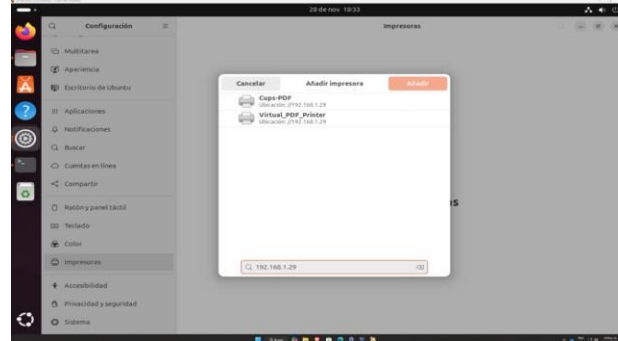 28 de nov 18:33
Configuración
Impresoras
Multitarea
Apariencia
Escritorio de Ubuntu
Aplicaciones
Notificaciones
Buscar
Cuentas en línea
Compartir
Ratón y panel táctil
Teclado
Color
Impresoras
Accesibilidad
Privacidad y seguridad
Sistema
Cancelar
Añadir impresora
Añadir
Cups-PDF
Ubicación: 192.168.1.29
Virtual_PDF_Printer
Ubicación: 192.168.1.29
as
192.168.1.29